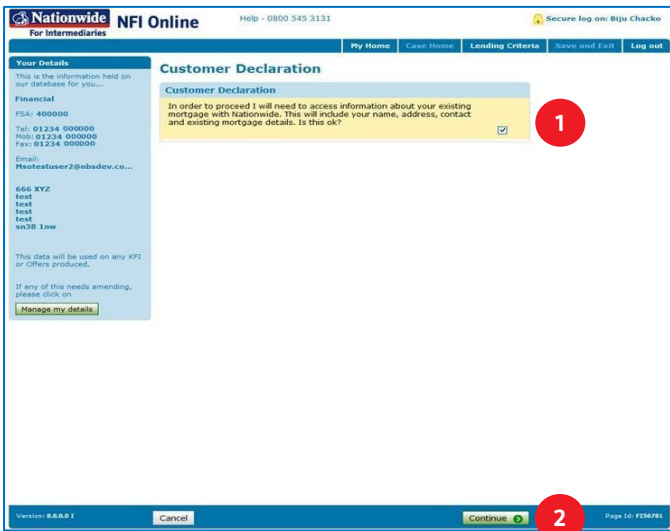 Nationwide
For Intermediaries
NFI Online
Help - 0800 545 3131
Secure log on: Biju Chacko
My Home Case Home Lending Criteria Save and Exit Log out
Your Details
This is the information held on
our database for you...
Financial
FSA: 400000
Tel: 01234 000000
Mob: 01234 000000
Fax: 01234 000000
Email:
Msotestuser2@nbsdev.co...
666 XYZ
test
test
test
test
sn38 1nw
This data will be used on any KFI
or Offers produced.
If any of this needs amending,
please click on
Manage my details
Customer Declaration
Customer Declaration
In order to proceed I will need to access information about your existing
mortgage with Nationwide. This will include your name, address, contact
and existing mortgage details. Is this ok?
1
Version: 8.0.0.0 I
Cancel
Continue
2
Page Id: FI56781